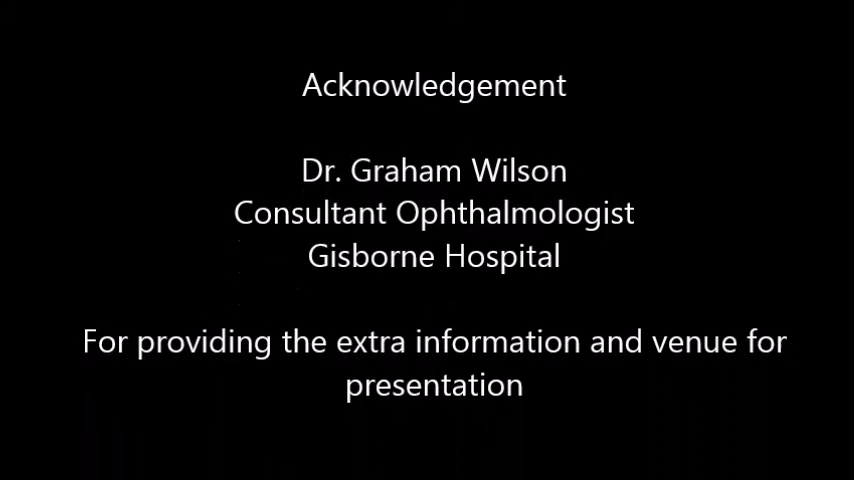 Acknowledgement
Dr. Graham Wilson
Consultant Ophthalmologist
Gisborne Hospital
For providing the extra information and venue for
presentation